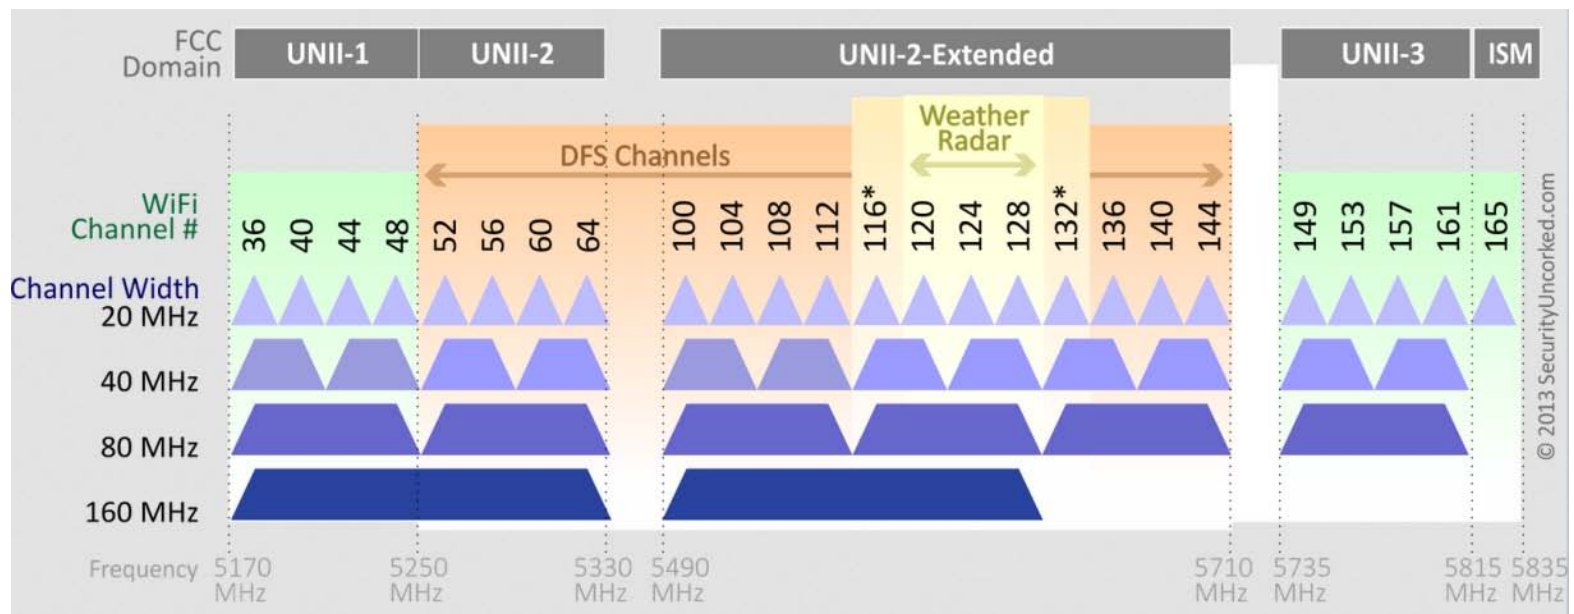 FCC Domain
UNII-1 UNII-2 UNII-2-Extended UNII-3 ISM
Weather
Radar
DFS Channels
WiFi
Channel #
36 40 44 48 52 56 60 64 100 104 108 112 116* 120 124 128 132* 136 140 144 149 153 157 161 165
Channel Width
20 MHz
40 MHz
80 MHz
160 MHz
Frequency 5170 MHz 5250 MHz 5330 MHz 5490 MHz 5710 MHz 5735 MHz 5815 MHz 5835 MHz
© 2013 SecurityUncorked.com